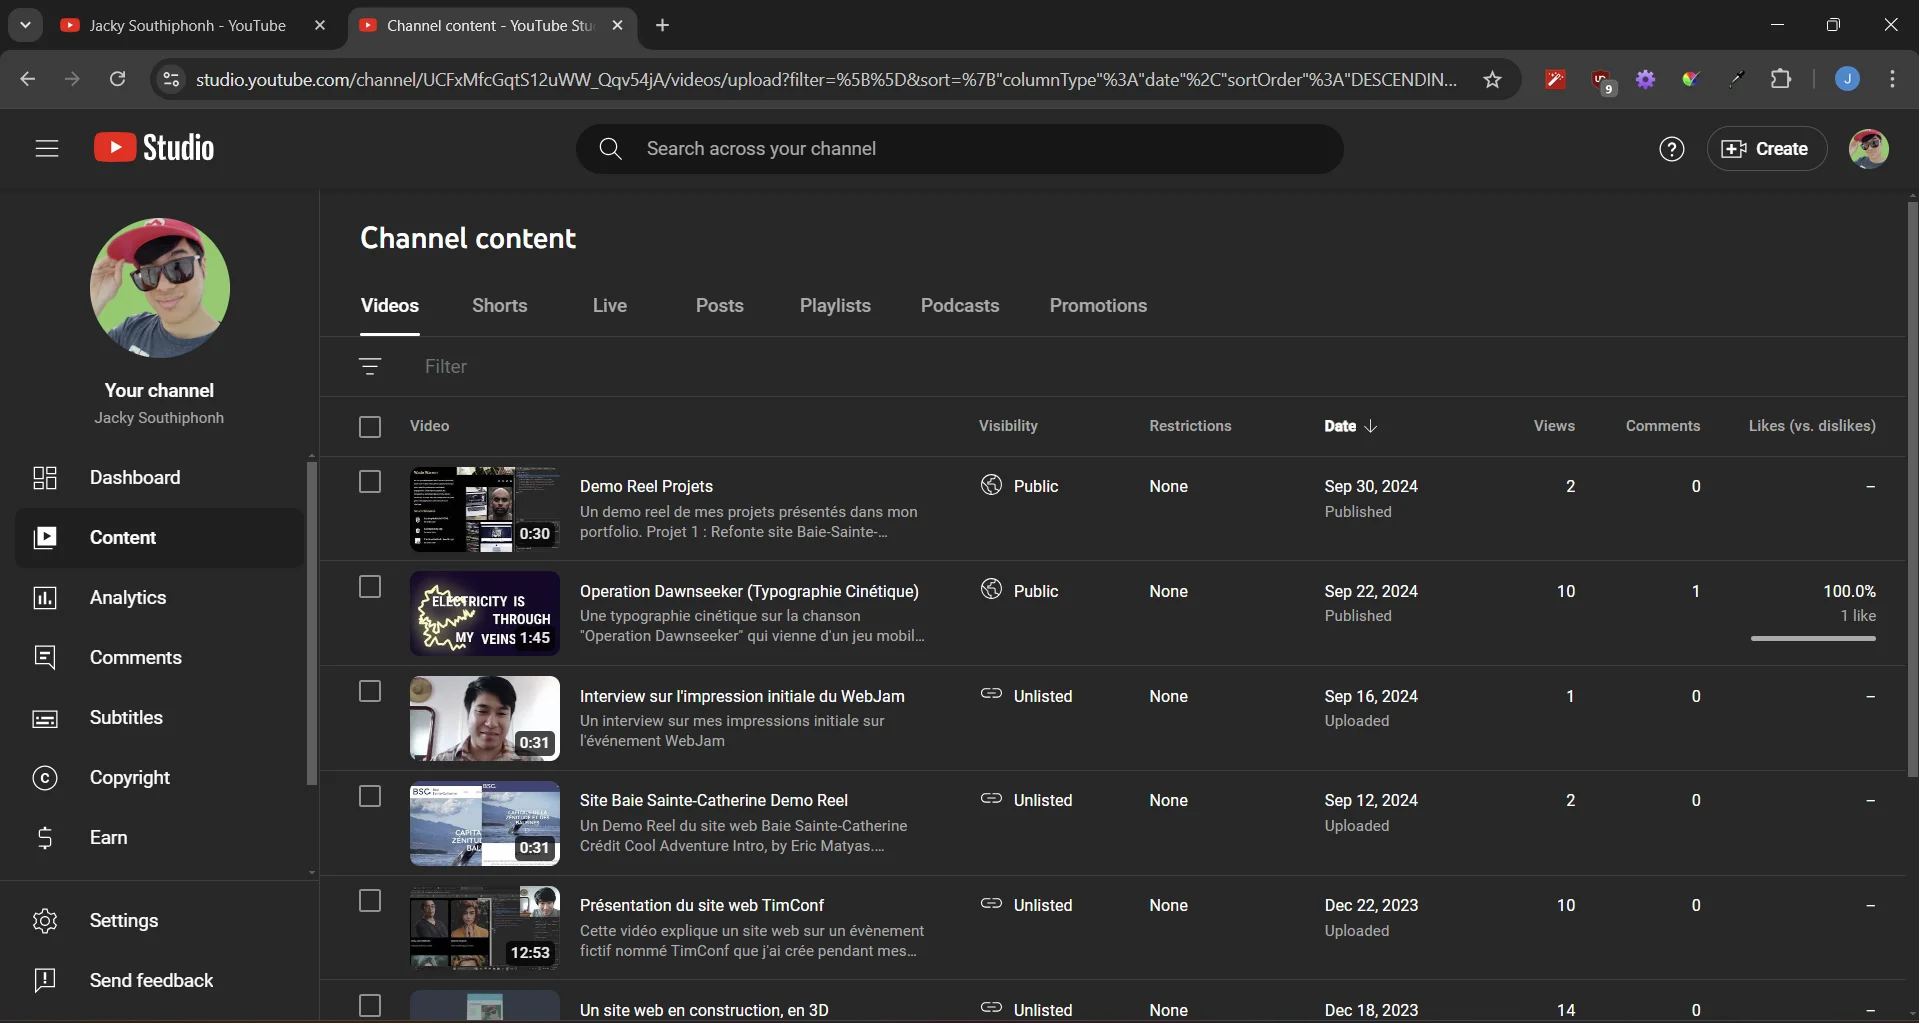 Jacky Southiphonh - YouTube
Channel content - YouTube Stu
studio.youtube.com/channel/UCFxMfcGqtS12uWW_Qqv54jA/videos/upload?filter=%5B%5D&sort=%7B"columnType"%3A"date"%2C"sortOrder"%3A"DESCENDIN...
9
J
Studio
Search across your channel
Create
Your channel
Jacky Southiphonh
Dashboard
Content
Analytics
Comments
Subtitles
Copyright
Earn
Settings
Send feedback
Channel content
Videos Shorts Live Posts Playlists Podcasts Promotions
Filter
Video Visibility Restrictions Date Views Comments Likes (vs. dislikes)
0:30
Demo Reel Projets Public None Sep 30, 2024 2 0 –
Un demo reel de mes projets présentés dans mon Published
portfolio. Projet 1 : Refonte site Baie-Sainte-...
ELECTRICITY IS
THROUGH
MY VEINS 1:45
Operation Dawnseeker (Typographie Cinétique) Public None Sep 22, 2024 10 1 100.0%
Une typographie cinétique sur la chanson Published 1 like
"Operation Dawnseeker" qui vienne d'un jeu mobil...
0:31
Interview sur l'impression initiale du WebJam Unlisted None Sep 16, 2024 1 0 –
Un interview sur mes impressions initiale sur Uploaded
l'événement WebJam
BSC
0:31
Site Baie Sainte-Catherine Demo Reel Unlisted None Sep 12, 2024 2 0 –
Un Demo Reel du site web Baie Sainte-Catherine Uploaded
Crédit Cool Adventure Intro, by Eric Matyas....
12:53
Présentation du site web TimConf Unlisted None Dec 22, 2023 10 0 –
Cette vidéo explique un site web sur un évènement Uploaded
fictif nommé TimConf que j'ai crée pendant mes...
Un site web en construction, en 3D Unlisted None Dec 18, 2023 14 0 –